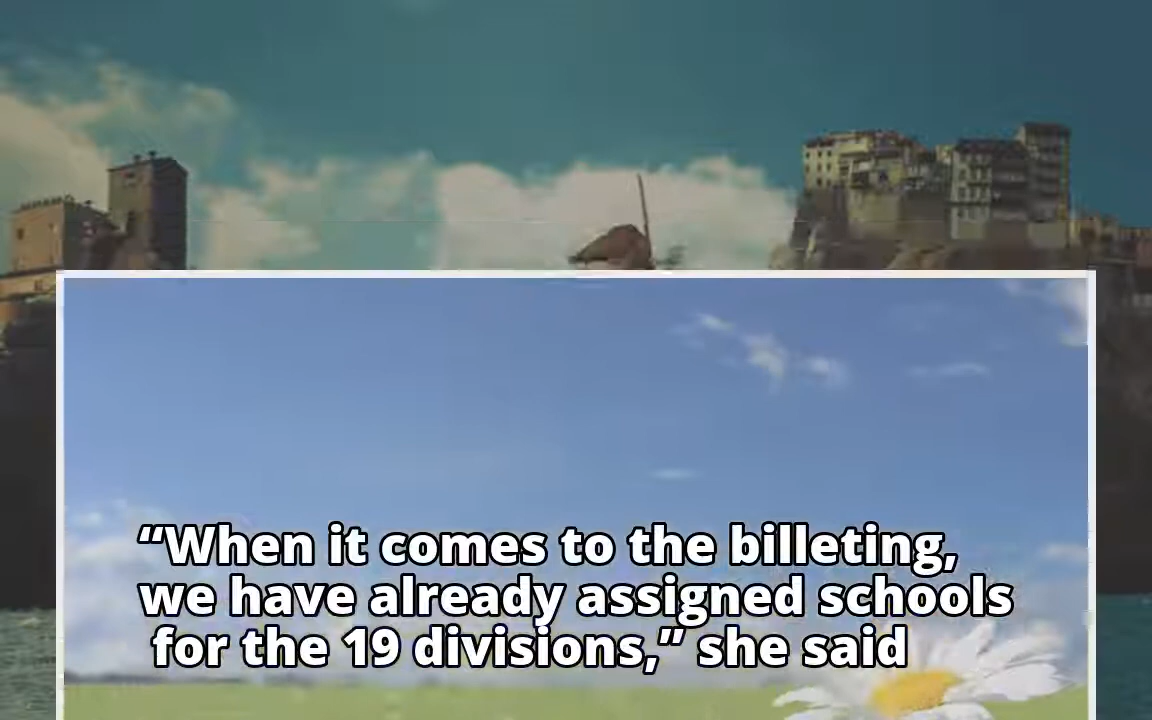 “When it comes to the billeting,
we have already assigned schools
for the 19 divisions,” she said